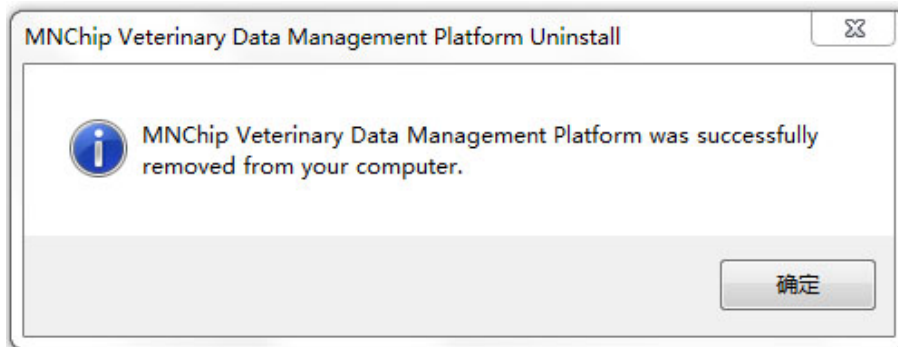 MNChip Veterinary Data Management Platform Uninstall
MNChip Veterinary Data Management Platform was successfully
removed from your computer.
确定